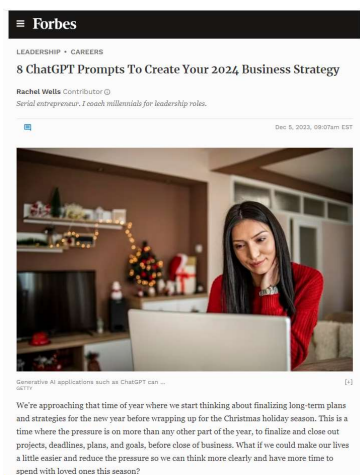 ≡ Forbes
LEADERSHIP • CAREERS
8 ChatGPT Prompts To Create Your 2024 Business Strategy
Rachel Wells Contributor
Serial entrepreneur. I coach millennials for leadership roles.
Dec 5, 2023, 09:07am EST
Generative AI applications such as ChatGPT can ... [+]
GETTY
We're approaching that time of year where we start thinking about finalizing long-term plans
and strategies for the new year before wrapping up for the Christmas holiday season. This is a
time where the pressure is on more than any other part of the year, to finalize and close out
projects, deadlines, plans, and goals, before close of business. What if we could make our lives
a little easier and reduce the pressure so we can think more clearly and have more time to
spend with loved ones this season?